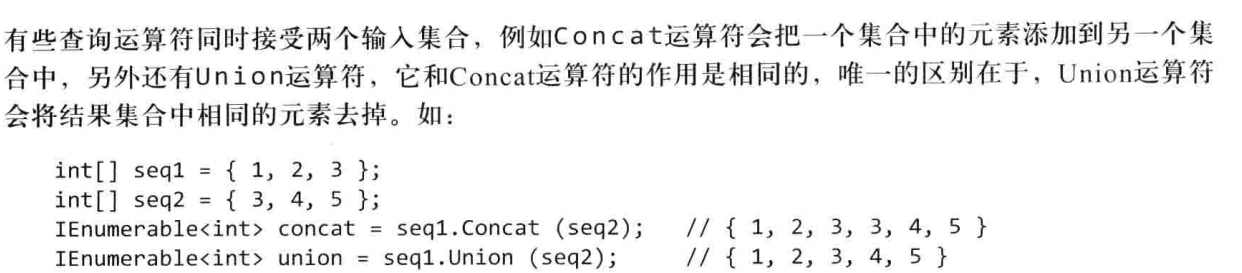 有些查询运算符同时接受两个输入集合，例如Concat运算符会把一个集合中的元素添加到另一个集
合中，另外还有Union运算符，它和Concat运算符的作用是相同的，唯一的区别在于，Union运算符
会将结果集合中相同的元素去掉。如：
int[] seq1 = { 1, 2, 3 };
int[] seq2 = { 3, 4, 5 };
IEnumerable<int> concat = seq1.Concat (seq2);   // { 1, 2, 3, 3, 4, 5 }
IEnumerable<int> union = seq1.Union (seq2);     // { 1, 2, 3, 4, 5 }